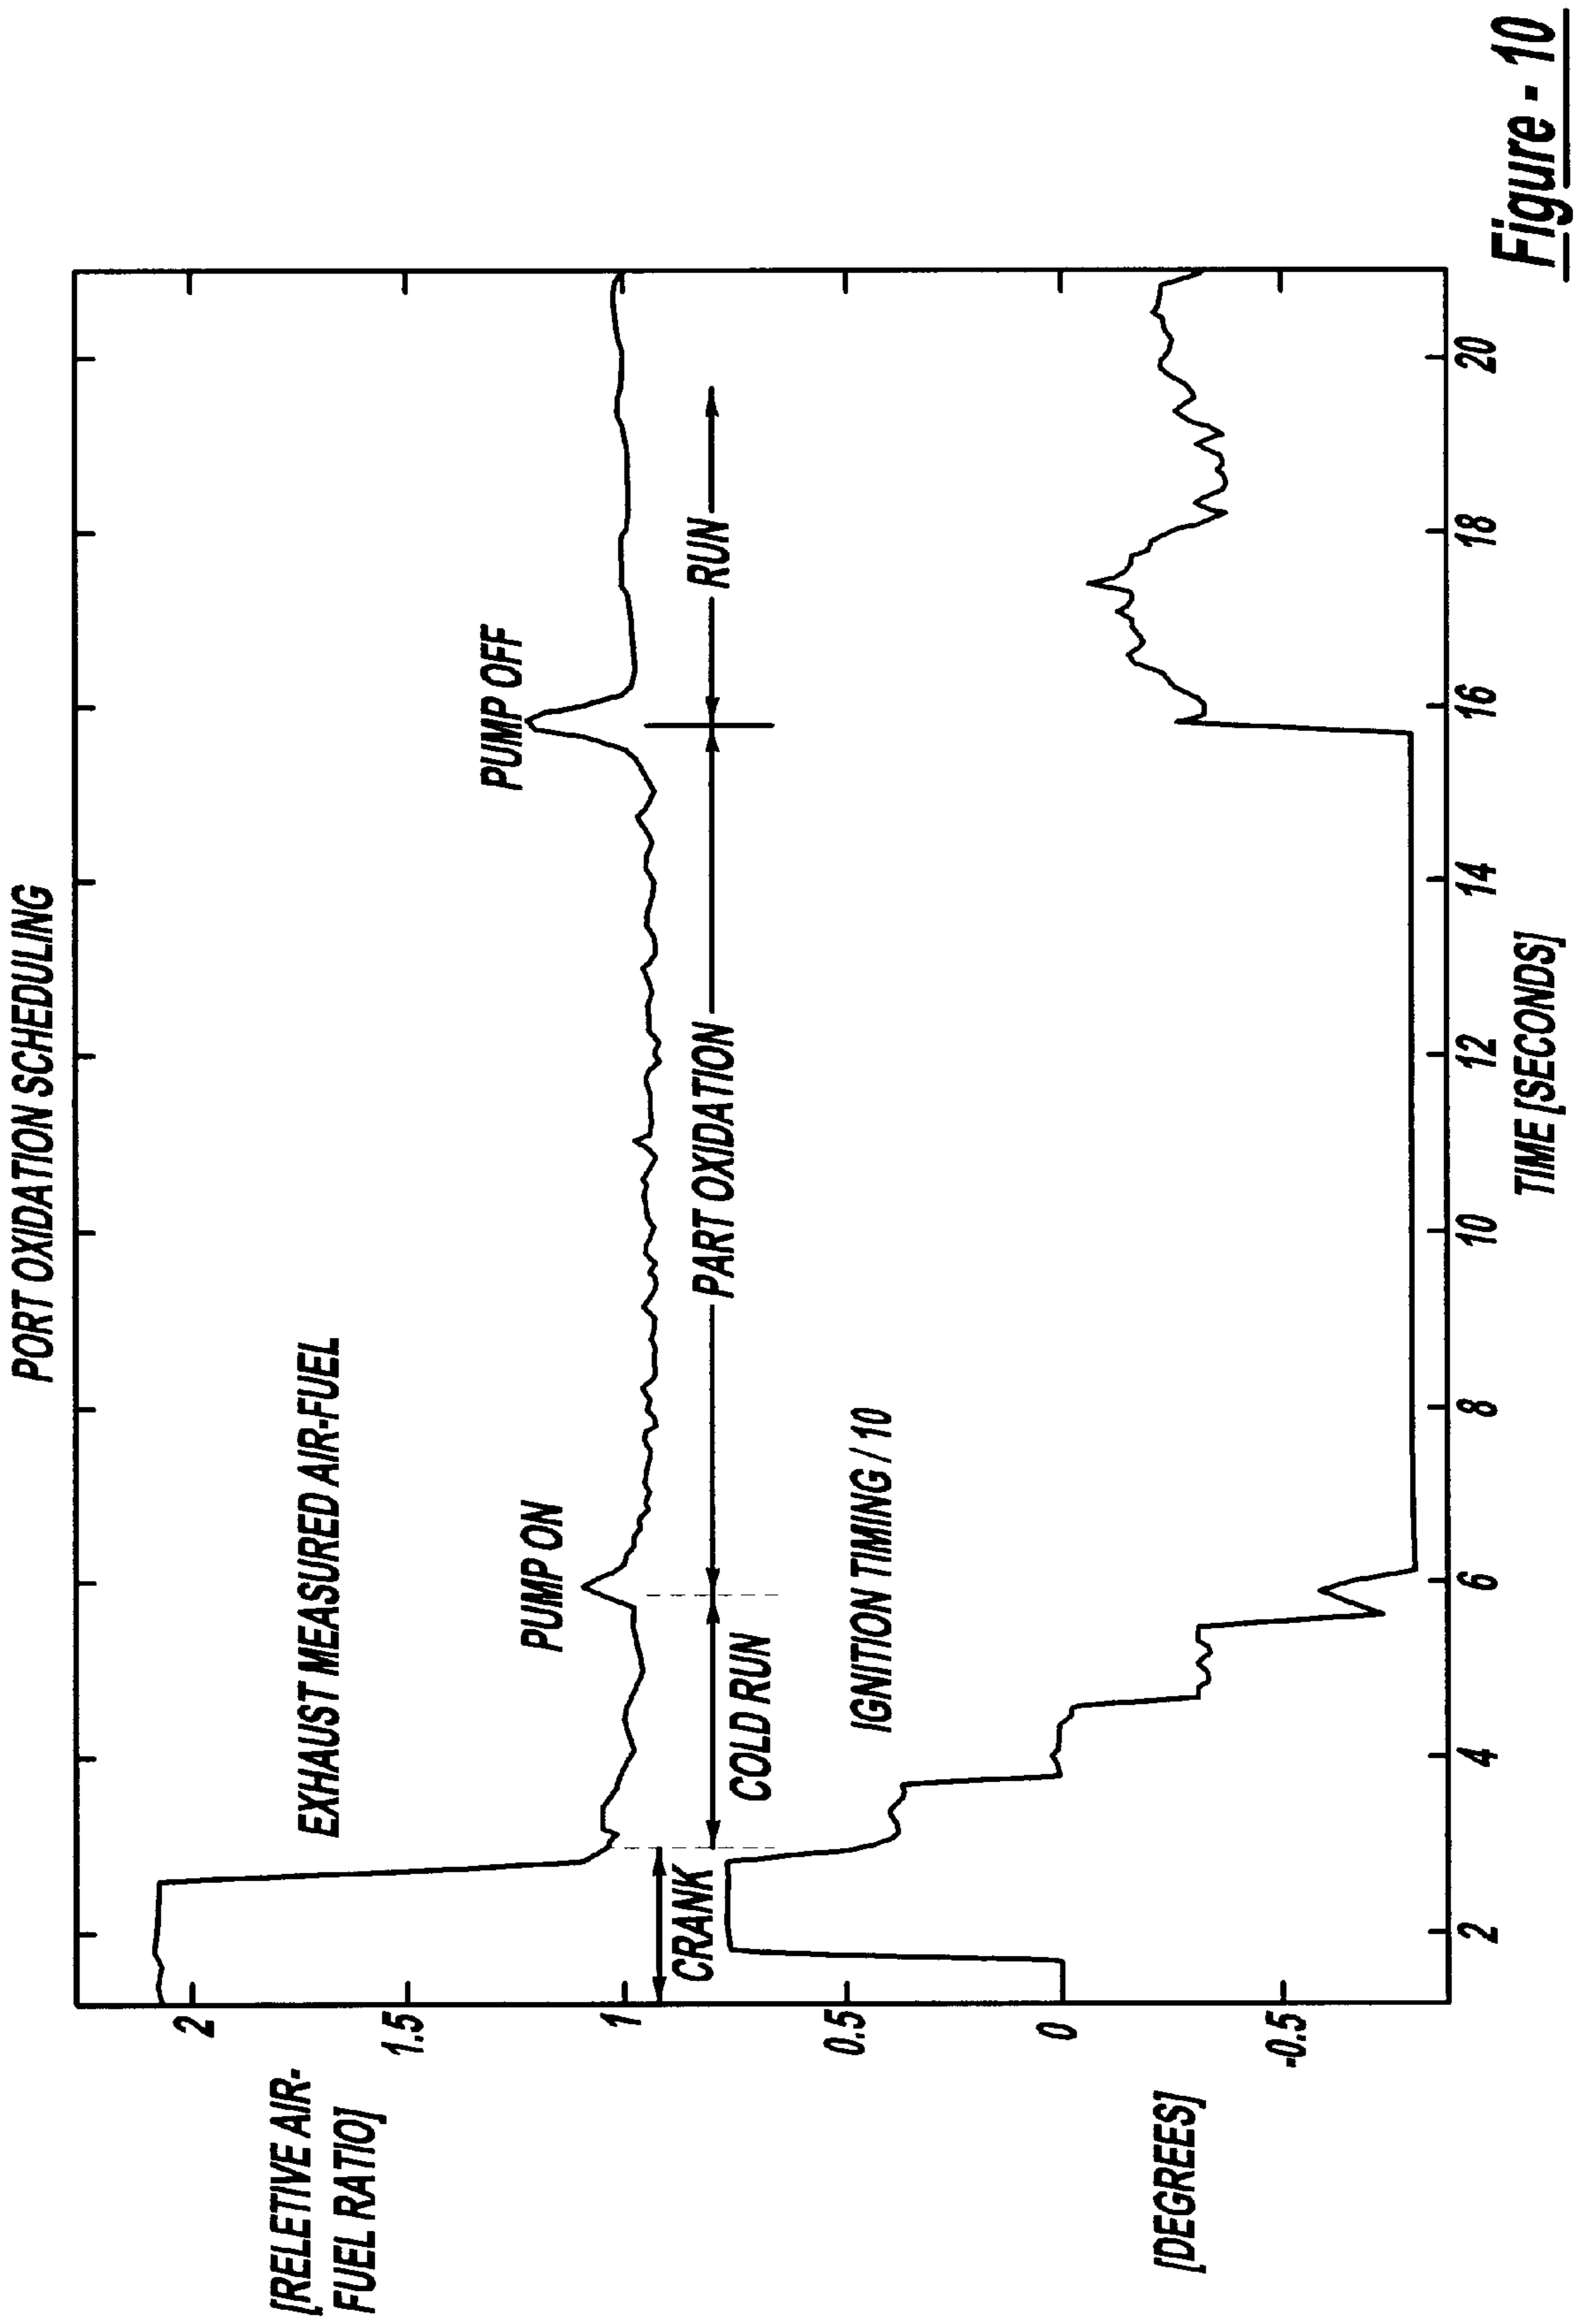 PORT OXIDATION SCHEDULING
[RELETIVE AIR-
FUEL RATIO]
[DEGREES]
2
1.5
1
0.5
0
-0.5
EXHAUST MEASURED AIR-FUEL
PUMP ON
PUMP OFF
CRANK
COLD RUN
PART OXIDATION
RUN
IGNITION TIMING / 10
2
4
6
8
10
12
14
16
18
20
TIME [SECONDS]
Figure - 10